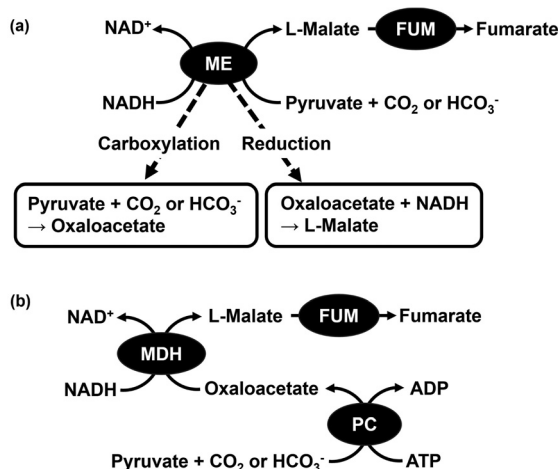 (a)
NAD⁺ L-Malate FUM Fumarate
ME
NADH Pyruvate + CO₂ or HCO₃⁻
Carboxylation Reduction
Pyruvate + CO₂ or HCO₃⁻
→ Oxaloacetate
Oxaloacetate + NADH
→ L-Malate
(b)
NAD⁺ L-Malate FUM Fumarate
MDH
NADH Oxaloacetate ADP
PC
Pyruvate + CO₂ or HCO₃⁻ ATP